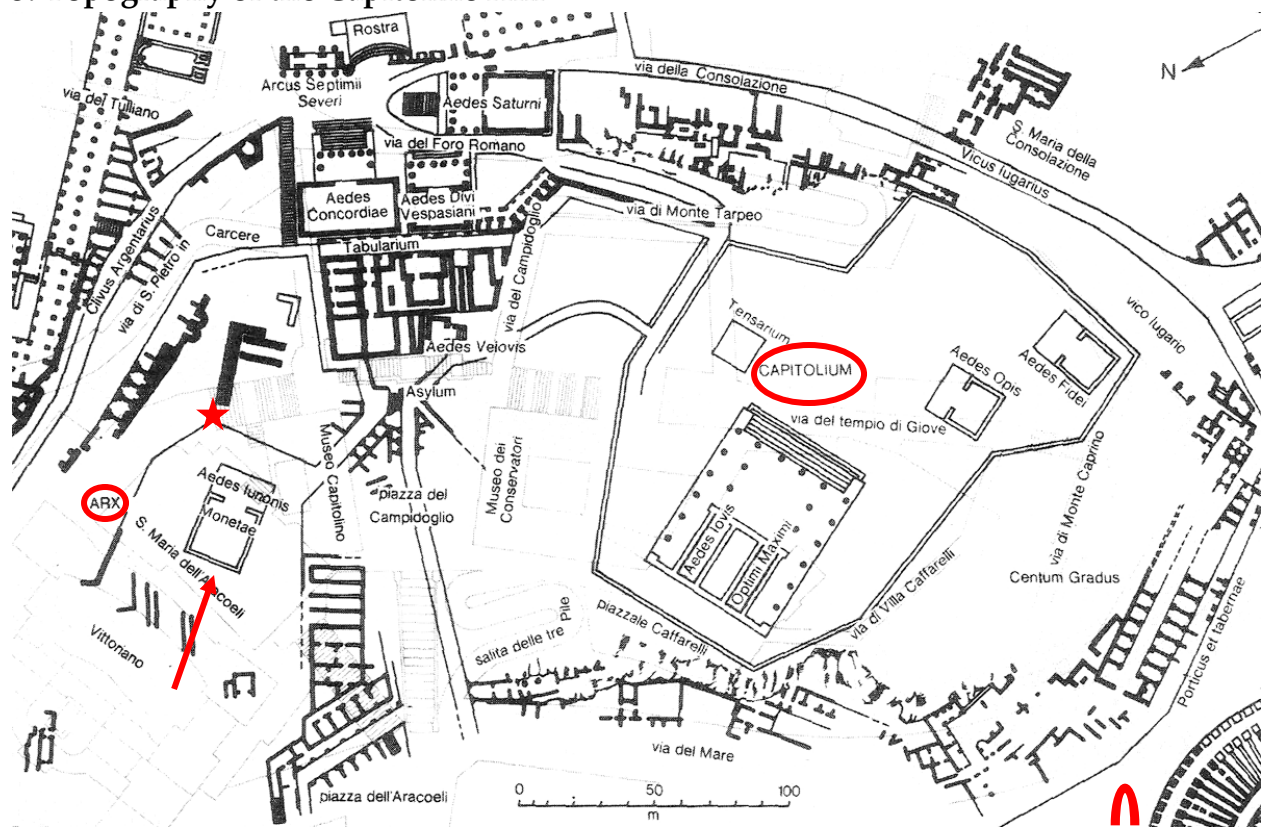 Rostra
N
Arcus Septimii
Severi
via della Consolazione
via del Tulliano
Aedes Saturni
S. Maria della
Consolazione
via del Foro Romano
Vicus Iugarius
Aedes
Concordiae
Aedes Divi
Vespasiani
via di Monte Tarpeo
Carcere
Clivus Argentarius
via di S. Pietro in
Tabularium
via del Campidoglio
vico Iugario
Tensarium
Aedes Veiovis
CAPITOLIUM
Aedes Opis
Aedes Fidei
Asylum
via del tempio di Giove
Museo Capitolino
Museo dei
Conservatori
via di Monte Caprino
Aedes Iunonis
Monetae
ARX
piazza del
Campidoglio
S. Maria dell'Aracoeli
Aedes Iovis
Optimi Maximi
Centum Gradus
Vittoriano
piazzale Caffarelli
via di Villa Caffarelli
salita delle tre Pile
Porticus et tabernae
via del Mare
piazza dell'Aracoeli
0 50 100
m